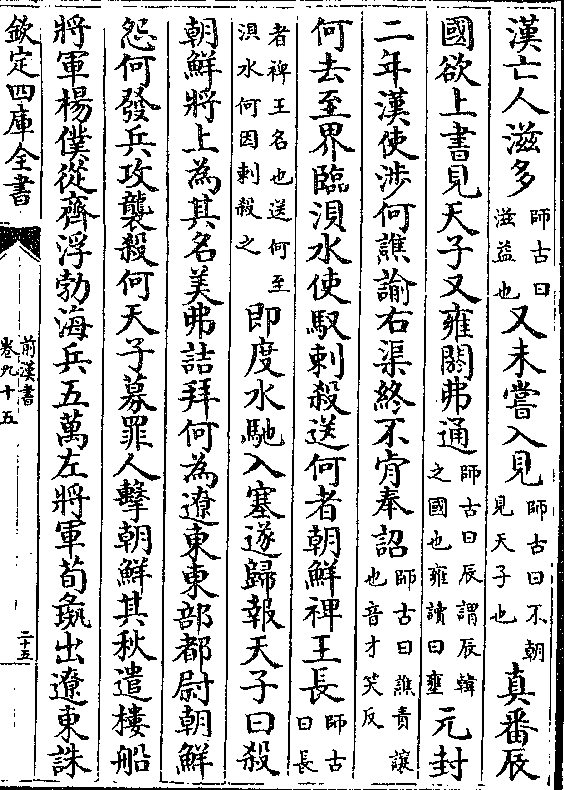 漢亡人滋多師古曰滋益也又未嘗入見師古曰不朝見天子也真番辰
國欲上書見天子又雍閼弗通師古曰辰謂辰韓之國也雍讀曰壅元封
二年漢使涉何譙諭右渠終不肯奉詔師古曰譙責讓也音才笑反
何去至界臨浿水使馭刺殺送何者朝鮮裨王長師古曰長
者裨王名也送何至浿水何因刺殺之即度水馳入塞遂歸報天子曰殺
朝鮮將上為其名美弗詰拜何為遼東東部都尉朝鮮
怨何發兵攻襲殺何天子募罪人擊朝鮮其秋遣樓船
將軍楊僕從齊浮勃海兵五萬左將軍荀彘出遼東誅
欽定四庫全書
前漢書
卷九十五
二十五